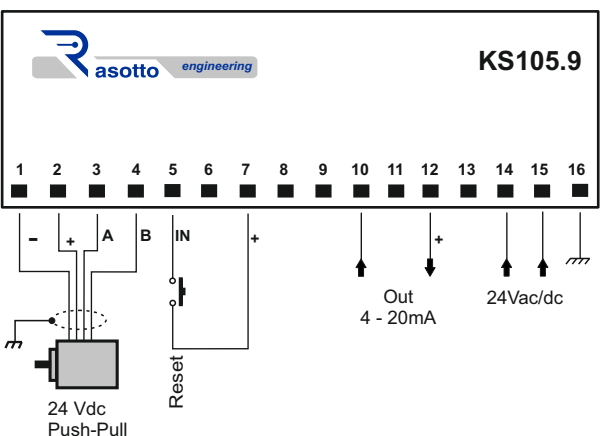 Rasotto engineering
KS105.9
1 2 3 4 5 6 7 8 9 10 11 12 13 14 15 16
- + A B IN + +
Out
4 - 20mA
24Vac/dc
Reset
24 Vdc
Push-Pull